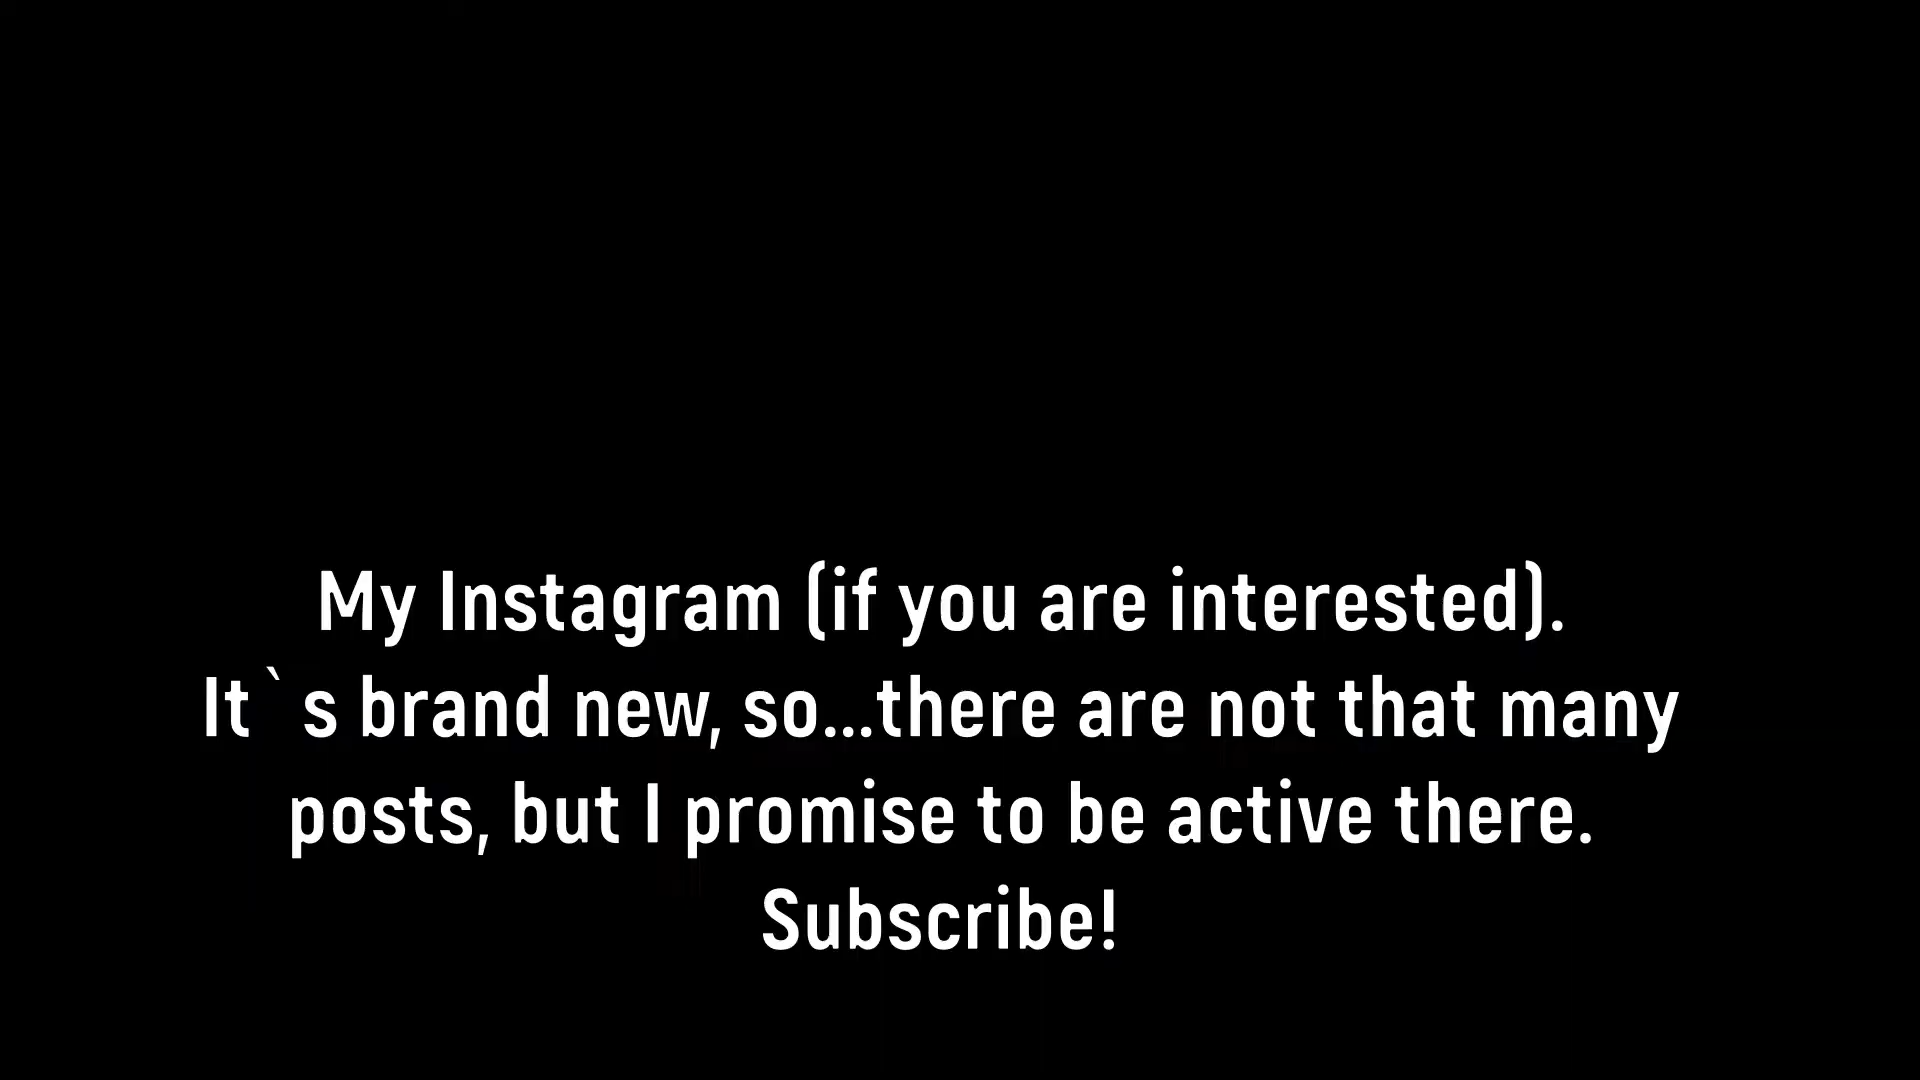 My Instagram (if you are interested).
It`s brand new, so...there are not that many
posts, but I promise to be active there.
Subscribe!